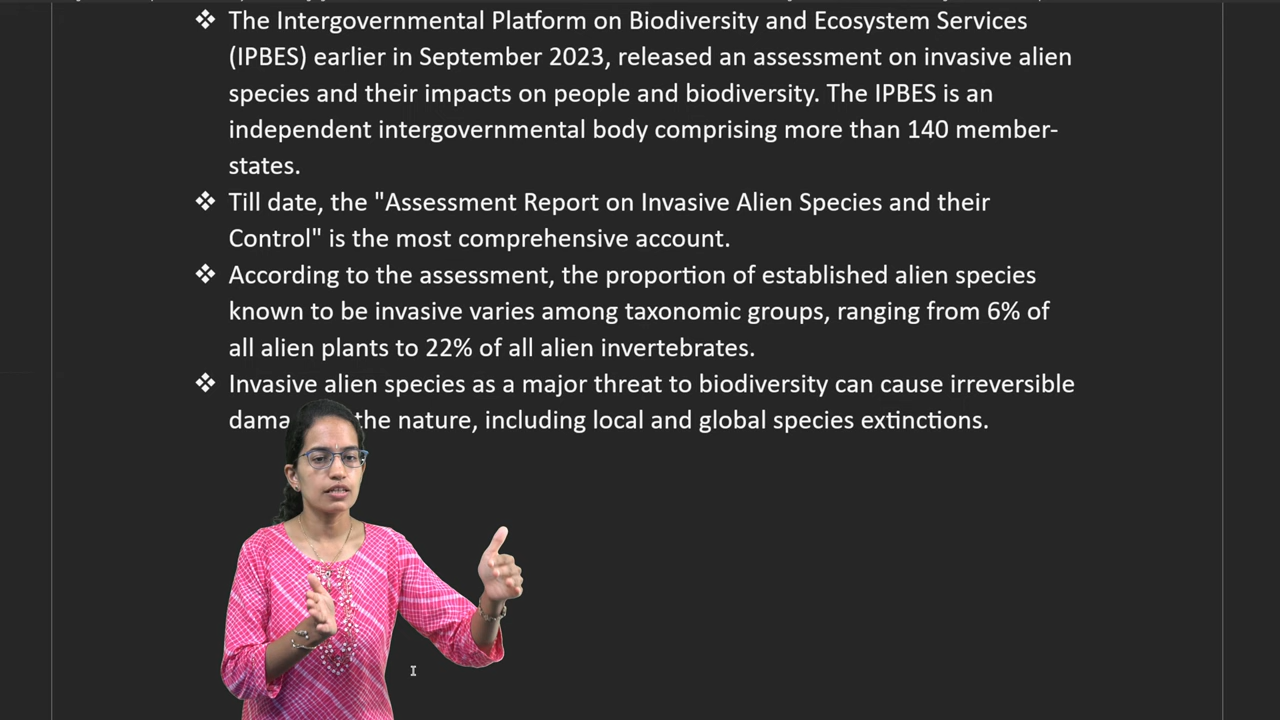 ❖ The Intergovernmental Platform on Biodiversity and Ecosystem Services
(IPBES) earlier in September 2023, released an assessment on invasive alien
species and their impacts on people and biodiversity. The IPBES is an
independent intergovernmental body comprising more than 140 member-
states.
❖ Till date, the "Assessment Report on Invasive Alien Species and their
Control" is the most comprehensive account.
❖ According to the assessment, the proportion of established alien species
known to be invasive varies among taxonomic groups, ranging from 6% of
all alien plants to 22% of all alien invertebrates.
❖ Invasive alien species as a major threat to biodiversity can cause irreversible
the nature, including local and global species extinctions.